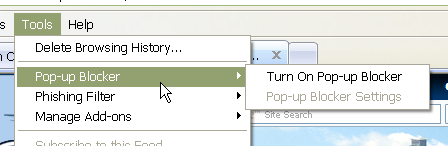 Tools Help
Delete Browsing History...
Pop-up Blocker
Turn On Pop-up Blocker
Phishing Filter
Pop-up Blocker Settings
Manage Add-ons
Site Search
Subscribe to this Feed...